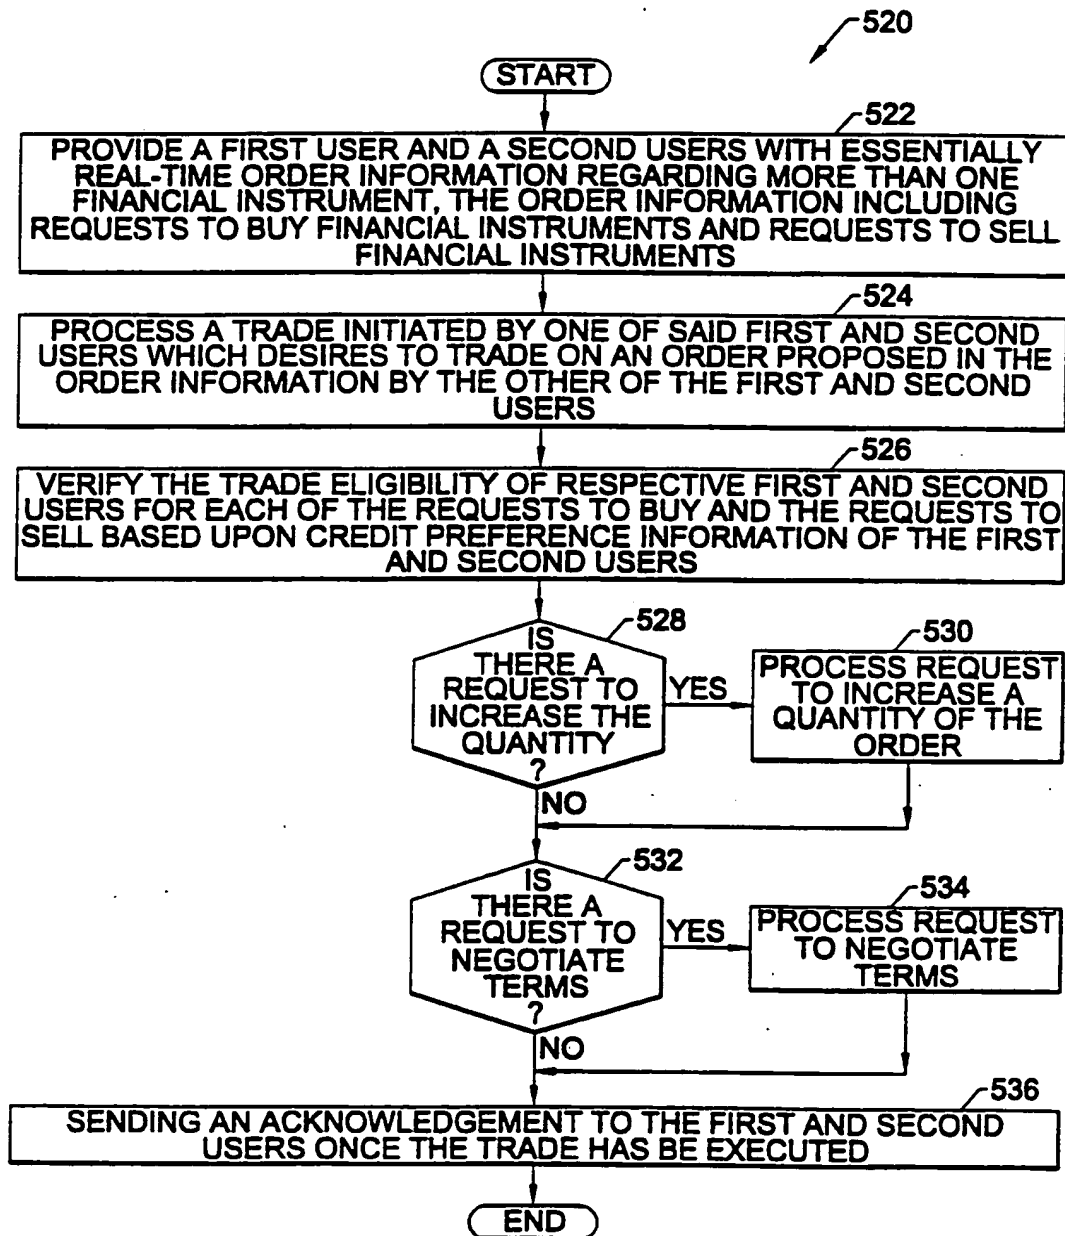 520
START
522
PROVIDE A FIRST USER AND A SECOND USERS WITH ESSENTIALLY
REAL-TIME ORDER INFORMATION REGARDING MORE THAN ONE
FINANCIAL INSTRUMENT, THE ORDER INFORMATION INCLUDING
REQUESTS TO BUY FINANCIAL INSTRUMENTS AND REQUESTS TO SELL
FINANCIAL INSTRUMENTS
524
PROCESS A TRADE INITIATED BY ONE OF SAID FIRST AND SECOND
USERS WHICH DESIRES TO TRADE ON AN ORDER PROPOSED IN THE
ORDER INFORMATION BY THE OTHER OF THE FIRST AND SECOND
USERS
526
VERIFY THE TRADE ELIGIBILITY OF RESPECTIVE FIRST AND SECOND
USERS FOR EACH OF THE REQUESTS TO BUY AND THE REQUESTS TO
SELL BASED UPON CREDIT PREFERENCE INFORMATION OF THE FIRST
AND SECOND USERS
528
IS
THERE A
REQUEST TO
INCREASE THE
QUANTITY
?
YES
530
PROCESS REQUEST
TO INCREASE A
QUANTITY OF THE
ORDER
NO
532
IS
THERE A
REQUEST TO
NEGOTIATE
TERMS
?
YES
534
PROCESS REQUEST
TO NEGOTIATE
TERMS
NO
536
SENDING AN ACKNOWLEDGEMENT TO THE FIRST AND SECOND
USERS ONCE THE TRADE HAS BE EXECUTED
END